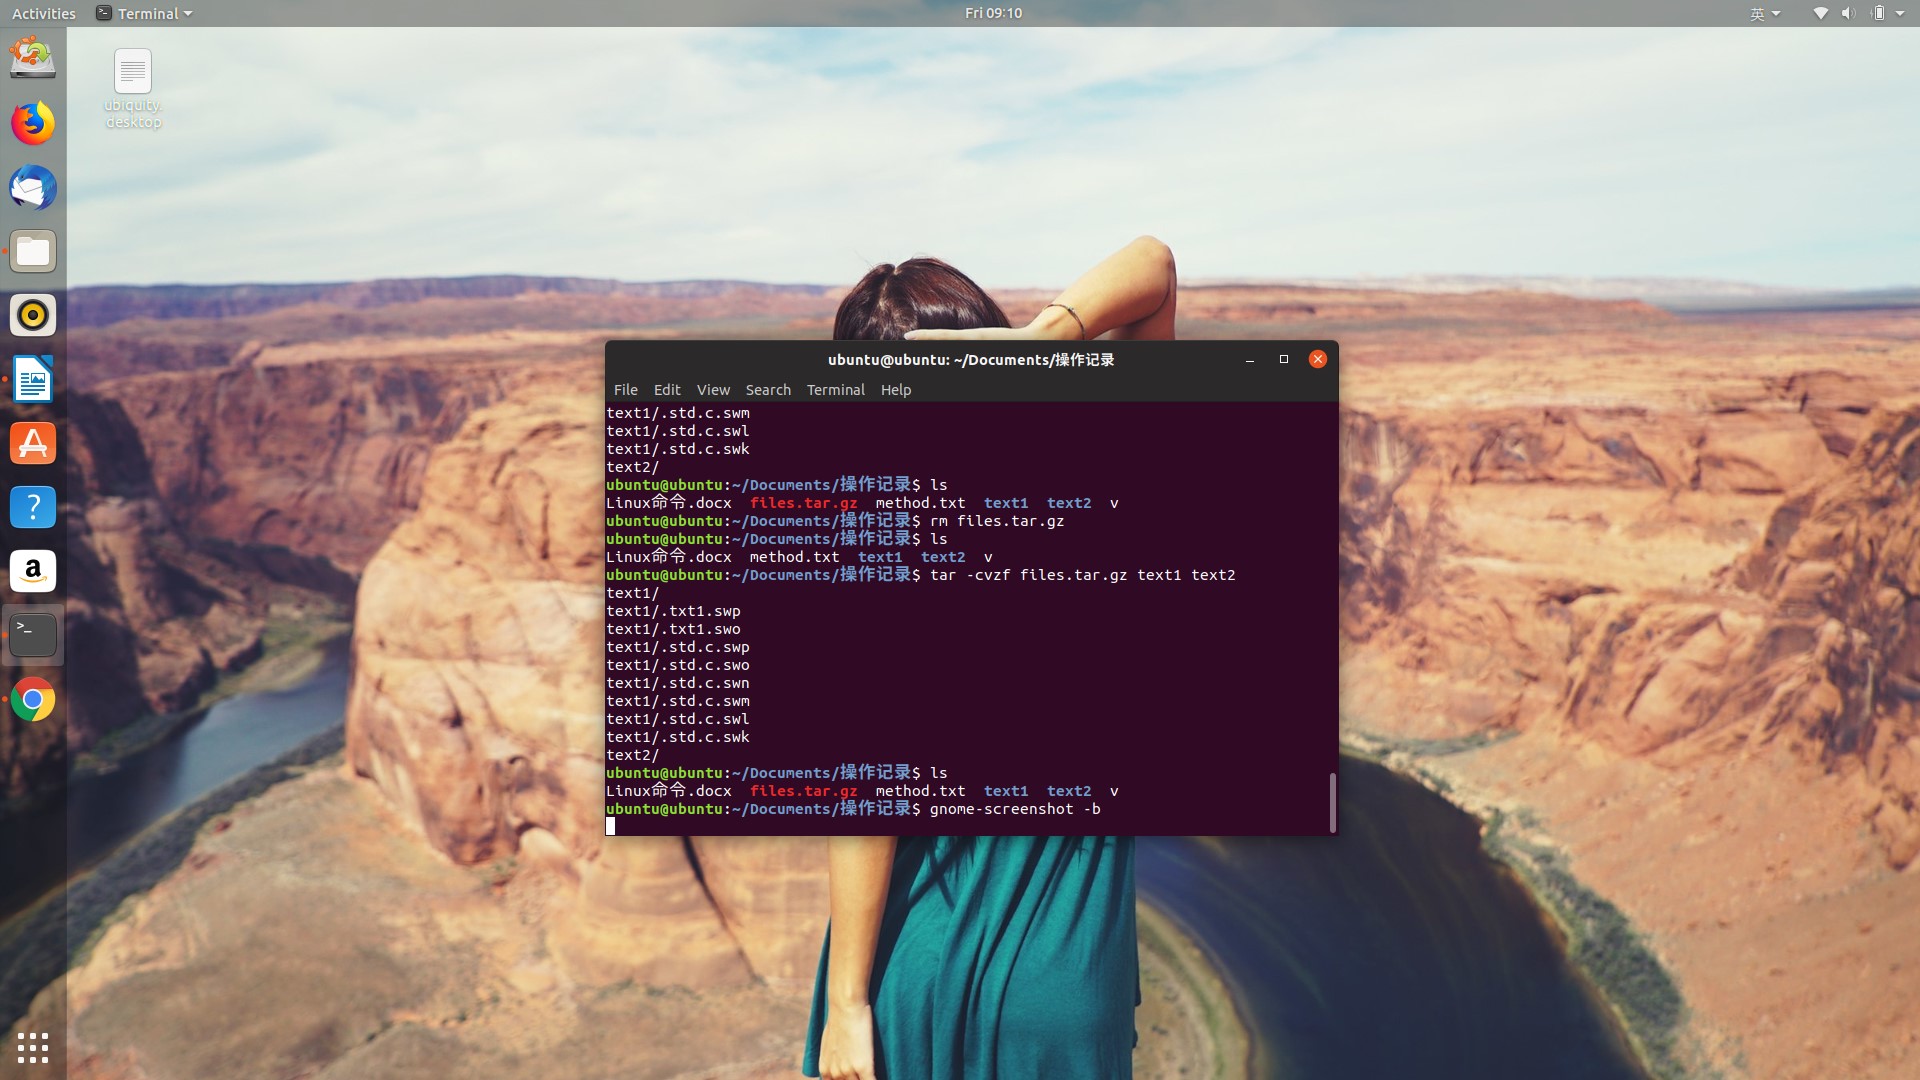 Activities
Terminal
Fri 09:10
英
ubiquity.
desktop
ubuntu@ubuntu: ~/Documents/操作记录
File Edit View Search Terminal Help
text1/.std.c.swm
text1/.std.c.swl
text1/.std.c.swk
text2/
ubuntu@ubuntu:~/Documents/操作记录$ ls
Linux命令.docx files.tar.gz method.txt text1 text2 v
ubuntu@ubuntu:~/Documents/操作记录$ rm files.tar.gz
ubuntu@ubuntu:~/Documents/操作记录$ ls
Linux命令.docx method.txt text1 text2 v
ubuntu@ubuntu:~/Documents/操作记录$ tar -cvzf files.tar.gz text1 text2
text1/
text1/.txt1.swp
text1/.txt1.swo
text1/.std.c.swp
text1/.std.c.swo
text1/.std.c.swn
text1/.std.c.swm
text1/.std.c.swl
text1/.std.c.swk
text2/
ubuntu@ubuntu:~/Documents/操作记录$ ls
Linux命令.docx files.tar.gz method.txt text1 text2 v
ubuntu@ubuntu:~/Documents/操作记录$ gnome-screenshot -b